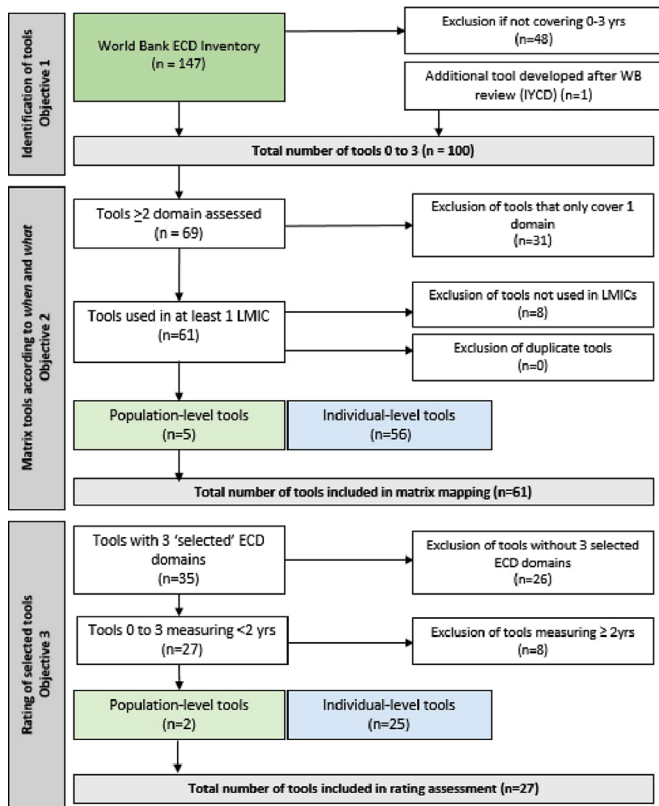 Identification of tools
Objective 1
World Bank ECD Inventory
(n = 147)
Exclusion if not covering 0-3 yrs
(n=48)
Additional tool developed after WB
review (IYCD) (n=1)
Total number of tools 0 to 3 (n = 100)
Matrix tools according to when and what
Objective 2
Tools ≥2 domain assessed
(n = 69)
Exclusion of tools that only cover 1
domain
(n=31)
Tools used in at least 1 LMIC
(n=61)
Exclusion of tools not used in LMICs
(n=8)
Exclusion of duplicate tools
(n=0)
Population-level tools
(n=5)
Individual-level tools
(n=56)
Total number of tools included in matrix mapping (n=61)
Rating of selected tools
Objective 3
Tools with 3 ‘selected’ ECD
domains
(n=35)
Exclusion of tools without 3 selected
ECD domains
(n=26)
Tools 0 to 3 measuring <2 yrs
(n=27)
Exclusion of tools measuring ≥ 2yrs
(n=8)
Population-level tools
(n=2)
Individual-level tools
(n=25)
Total number of tools included in rating assessment (n=27)